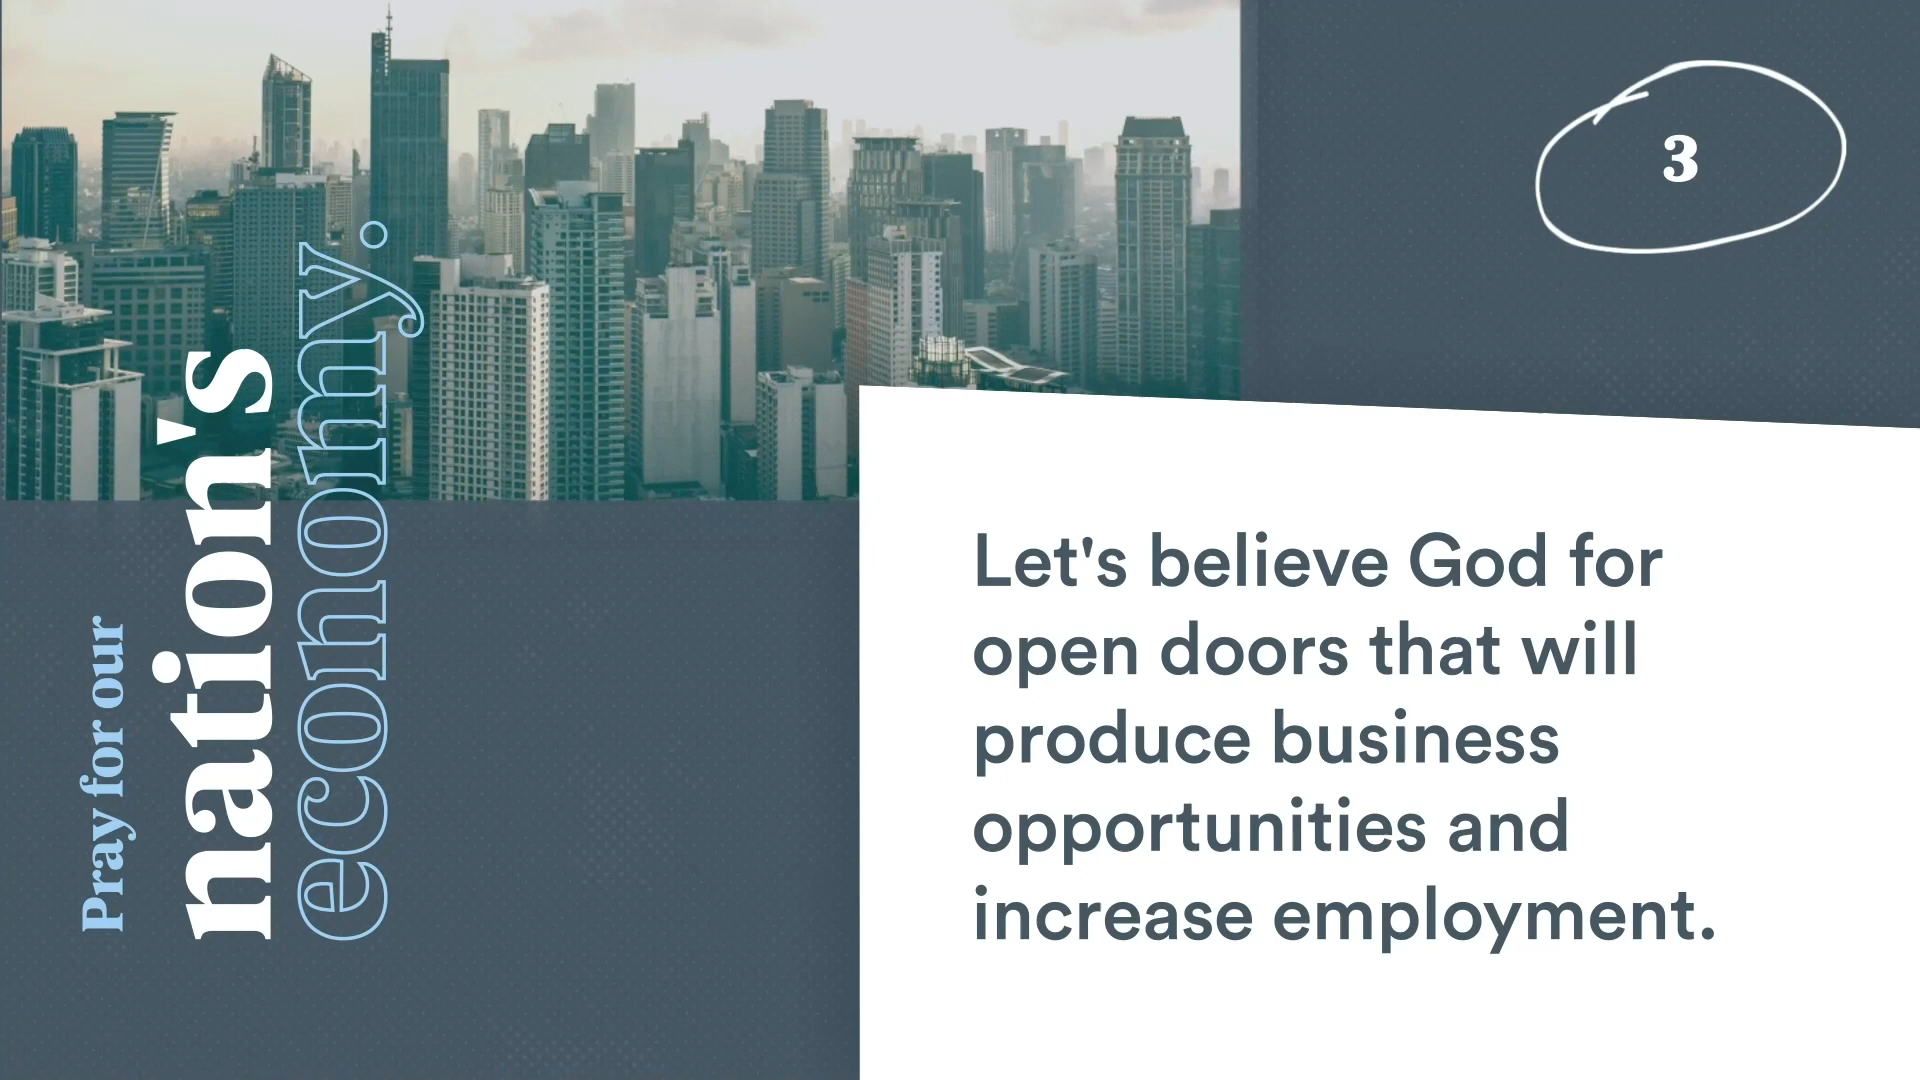 Pray for our
nation's
economy.
3
Let's believe God for
open doors that will
produce business
opportunities and
increase employment.